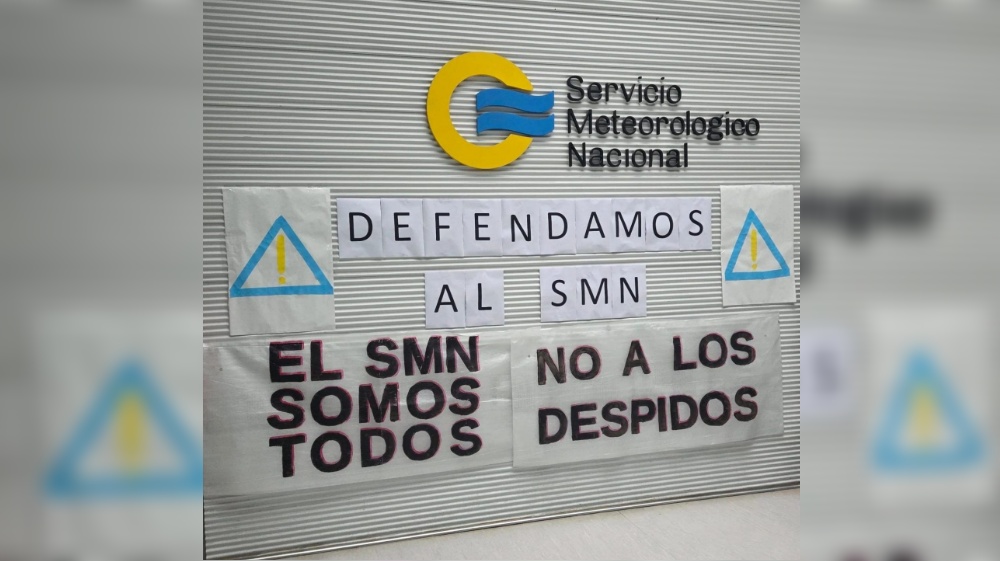 Servicio
Meteorologico
Nacional
DEFENDAMOS
AL SMN
EL SMN
SOMOS
TODOS
NO A LOS
DESPIDOS